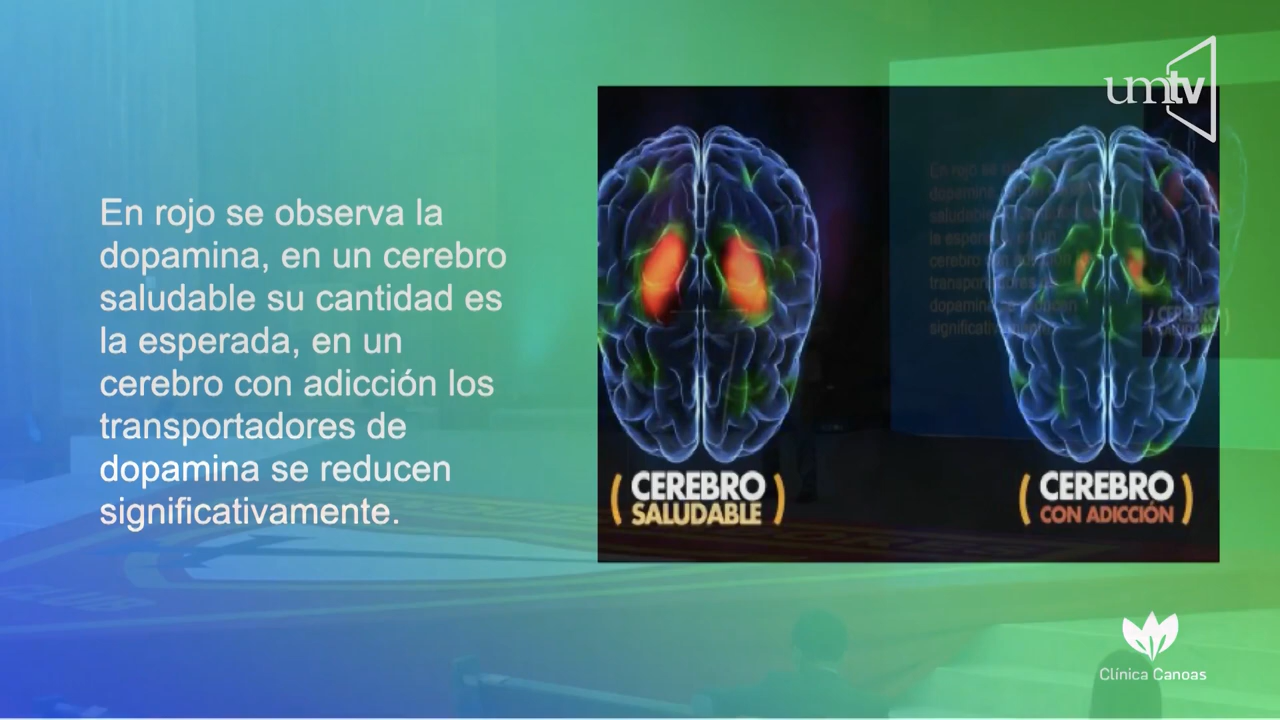 umtv
En rojo se observa la
dopamina, en un cerebro
saludable su cantidad es
la esperada, en un
cerebro con adicción los
transportadores de
dopamina se reducen
significativamente.
CEREBRO
SALUDABLE
CEREBRO
CON ADICCIÓN
Clínica Canoas